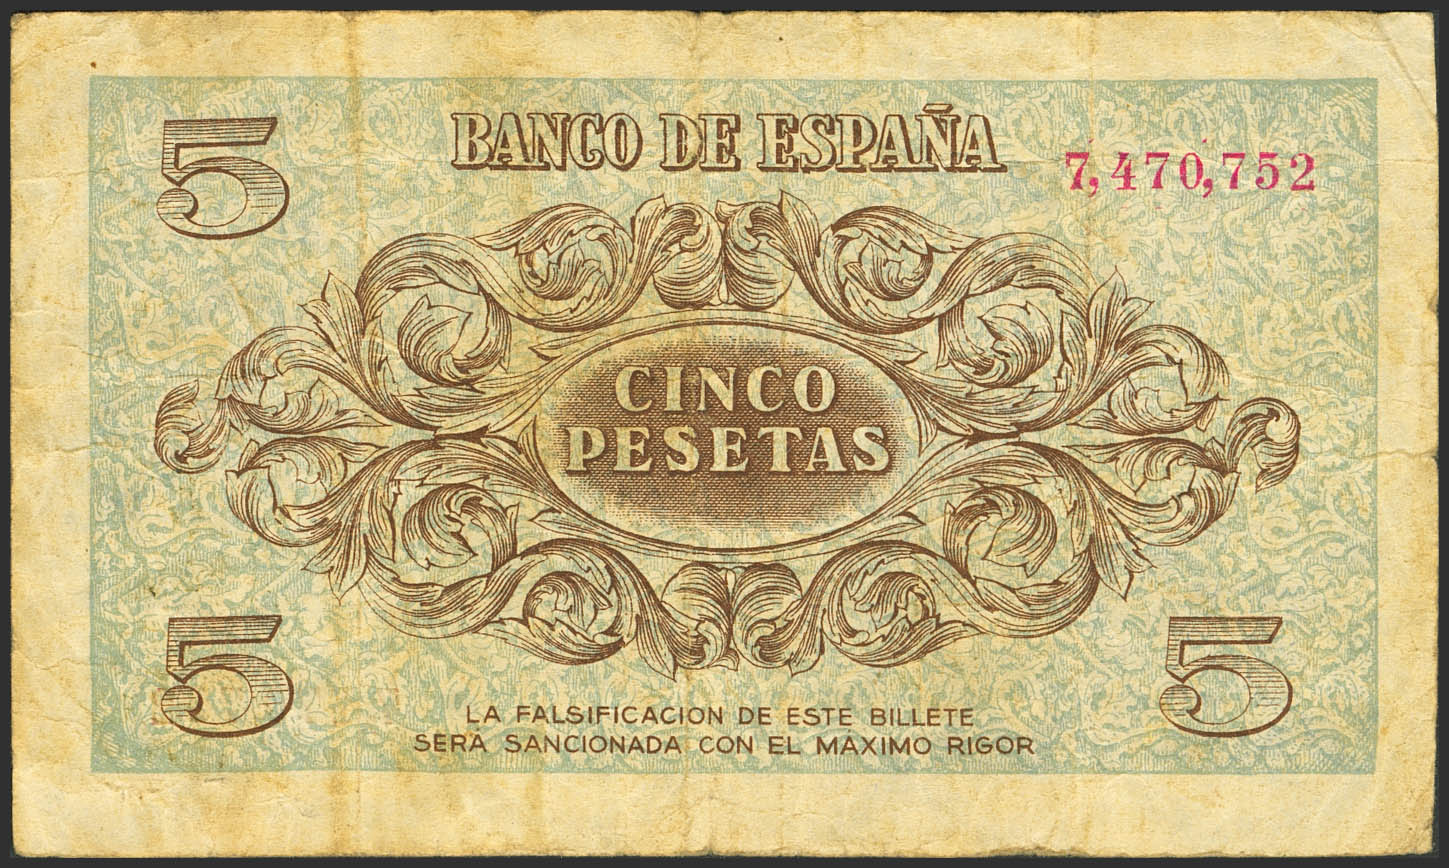 5
BANCO DE ESPAÑA
7,470,752
CINCO
PESETAS
5
5
LA FALSIFICACION DE ESTE BILLETE
SERÁ SANCIONADA CON EL MAXIMO RIGOR